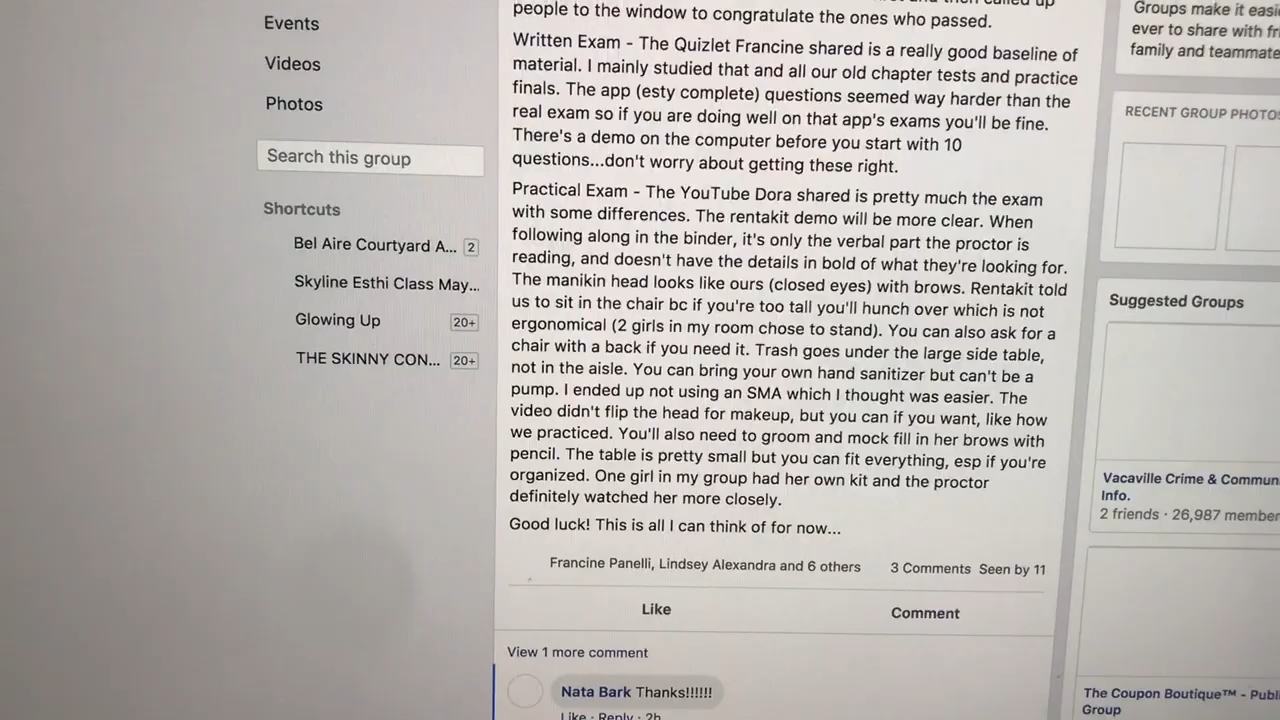 Events
Videos
Photos
Search this group
Shortcuts
Bel Aire Courtyard A... 2
Skyline Esthi Class May...
Glowing Up 20+
THE SKINNY CON... 20+
people to the window to congratulate the ones who passed.
Written Exam - The Quizlet Francine shared is a really good baseline of
material. I mainly studied that and all our old chapter tests and practice
finals. The app (esty complete) questions seemed way harder than the
real exam so if you are doing well on that app's exams you'll be fine.
There's a demo on the computer before you start with 10
questions...don't worry about getting these right.
Practical Exam - The YouTube Dora shared is pretty much the exam
with some differences. The rentakit demo will be more clear. When
following along in the binder, it's only the verbal part the proctor is
reading, and doesn't have the details in bold of what they're looking for.
The manikin head looks like ours (closed eyes) with brows. Rentakit told
us to sit in the chair bc if you're too tall you'll hunch over which is not
ergonomical (2 girls in my room chose to stand). You can also ask for a
chair with a back if you need it. Trash goes under the large side table,
not in the aisle. You can bring your own hand sanitizer but can't be a
pump. I ended up not using an SMA which I thought was easier. The
video didn't flip the head for makeup, but you can if you want, like how
we practiced. You'll also need to groom and mock fill in her brows with
pencil. The table is pretty small but you can fit everything, esp if you're
organized. One girl in my group had her own kit and the proctor
definitely watched her more closely.
Good luck! This is all I can think of for now...
Francine Panelli, Lindsey Alexandra and 6 others 3 Comments Seen by 11
Like Comment
View 1 more comment
Nata Bark Thanks!!!!!!
Like · Reply · 2h
Groups make it easi
ever to share with fri
family and teammate
RECENT GROUP PHOTOS
Suggested Groups
Vacaville Crime & Commun
Info.
2 friends · 26,987 member
The Coupon Boutique™ - Publi
Group